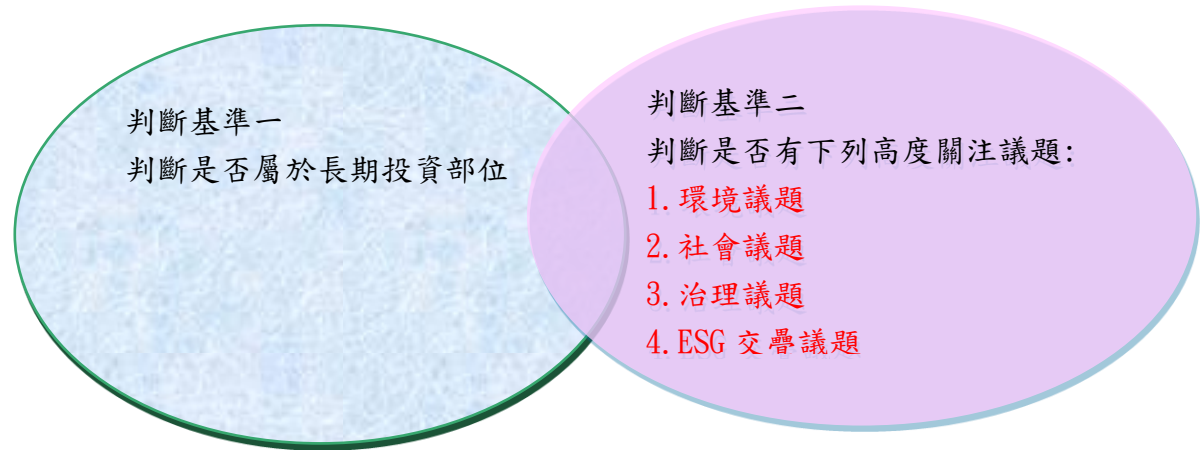 判斷基準一
判斷是否屬於長期投資部位
判斷基準二
判斷是否有下列高度關注議題:
1.環境議題
2.社會議題
3.治理議題
4.ESG 交疊議題